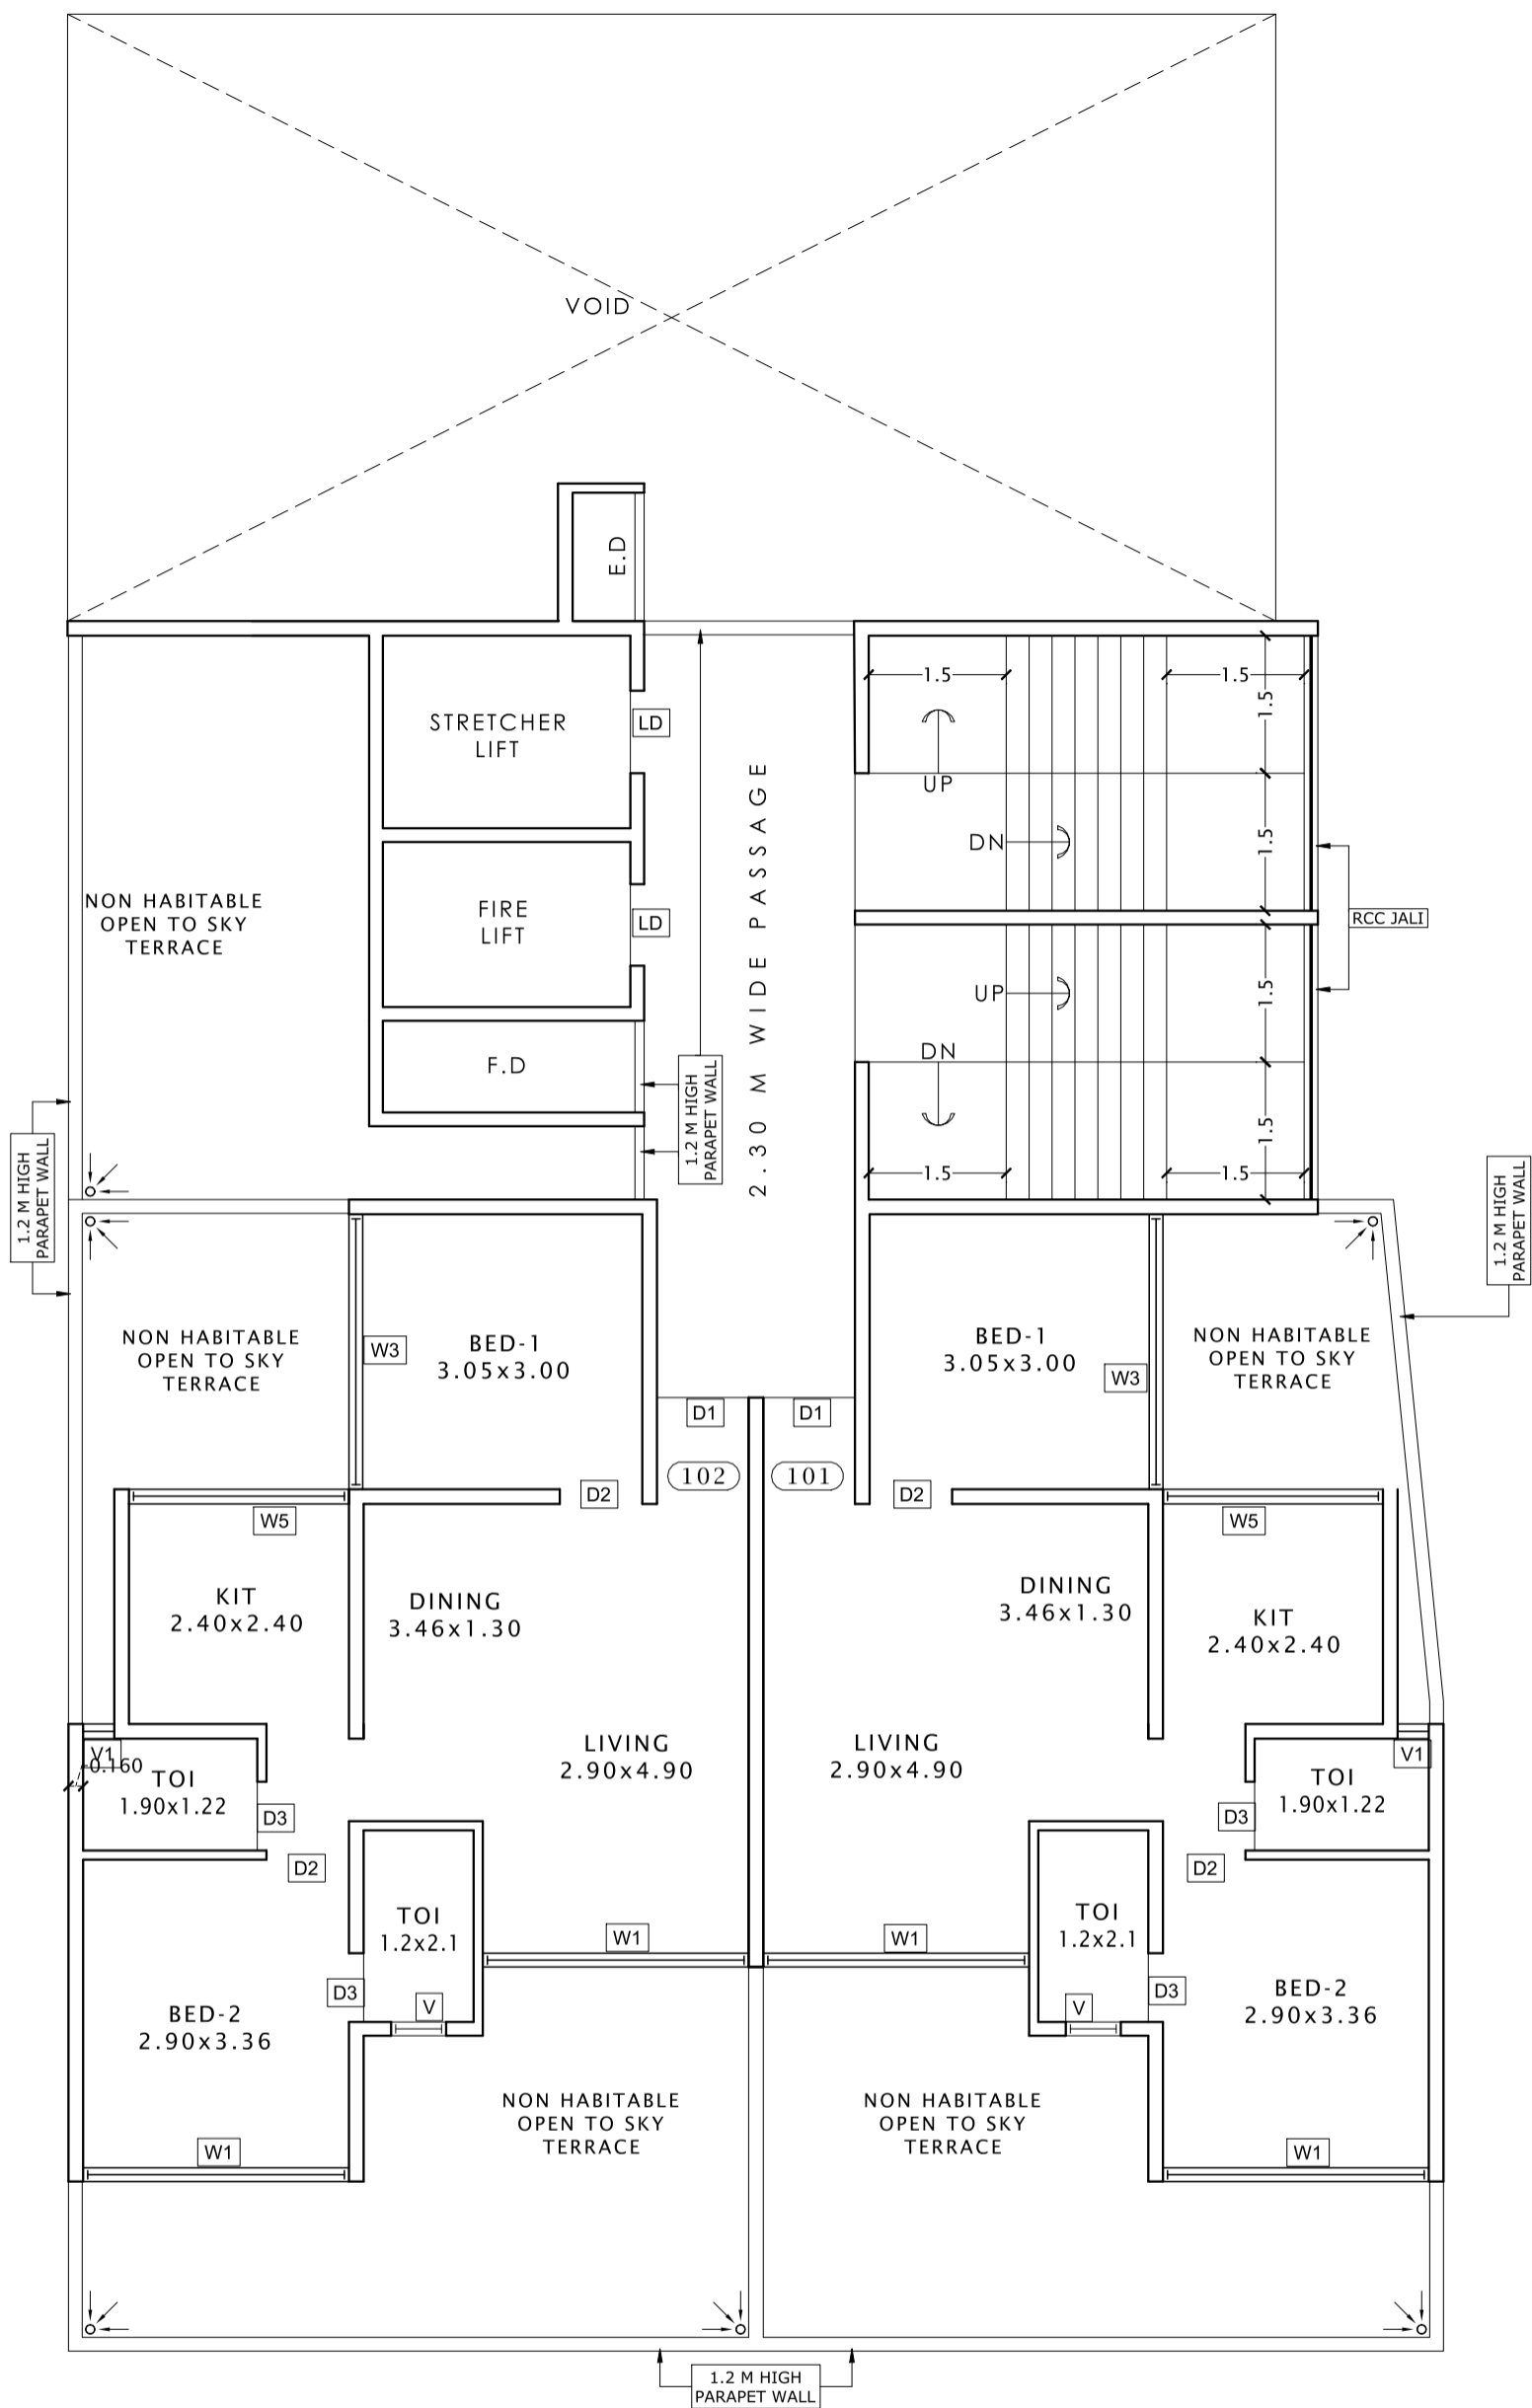 VOID
E.D
STRETCHER
LIFT
LD
1.5
1.5
1.5
UP
DN
1.5
FIRE
LIFT
LD
2.30 M WIDE PASSAGE
NON HABITABLE
OPEN TO SKY
TERRACE
RCC JALI
UP
1.5
DN
F.D
1.2 M HIGH
PARAPET WALL
1.5
1.5
1.5
1.2 M HIGH
PARAPET WALL
1.2 M HIGH
PARAPET WALL
NON HABITABLE
OPEN TO SKY
TERRACE
W3
BED-1
3.05x3.00
BED-1
3.05x3.00
W3
NON HABITABLE
OPEN TO SKY
TERRACE
D1
D1
102
101
D2
D2
W5
W5
KIT
2.40x2.40
DINING
3.46x1.30
DINING
3.46x1.30
KIT
2.40x2.40
LIVING
2.90x4.90
LIVING
2.90x4.90
V1
0.160
TOI
1.90x1.22
D3
D2
V1
TOI
1.90x1.22
D3
D2
TOI
1.2x2.1
W1
W1
TOI
1.2x2.1
D3
V
V
D3
BED-2
2.90x3.36
BED-2
2.90x3.36
NON HABITABLE
OPEN TO SKY
TERRACE
NON HABITABLE
OPEN TO SKY
TERRACE
W1
W1
1.2 M HIGH
PARAPET WALL